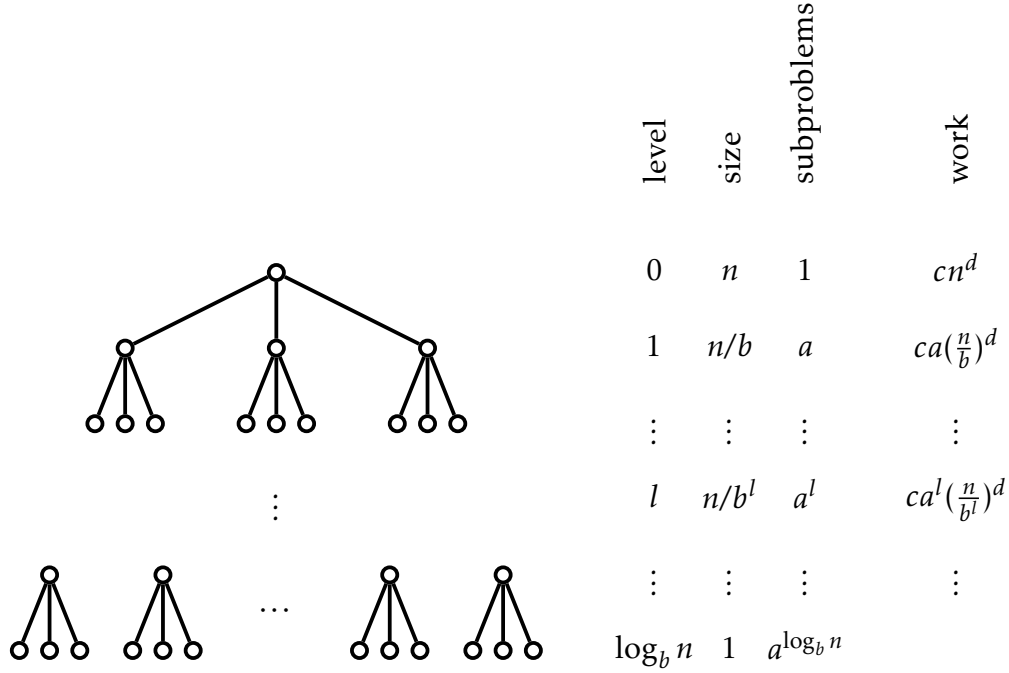 level size subproblems work
0 n 1 cn^d
1 n/b a ca(n/b)^d
⋮ ⋮ ⋮ ⋮
⋮
l n/b^l a^l ca^l(n/b^l)^d
⋮ ⋮ ⋮ ⋮
…
log_b n 1 a^{log_b n}